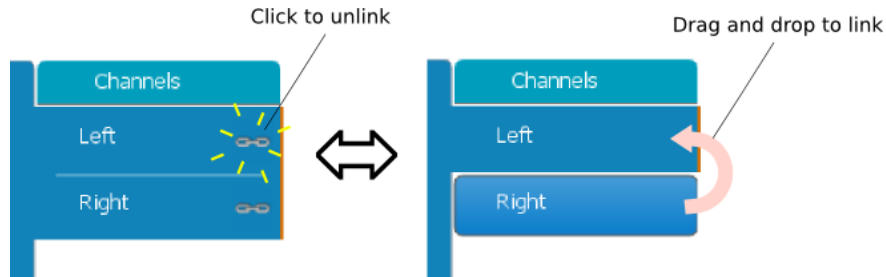 Click to unlink
Drag and drop to link
Channels
Left
Right
Channels
Left
Right